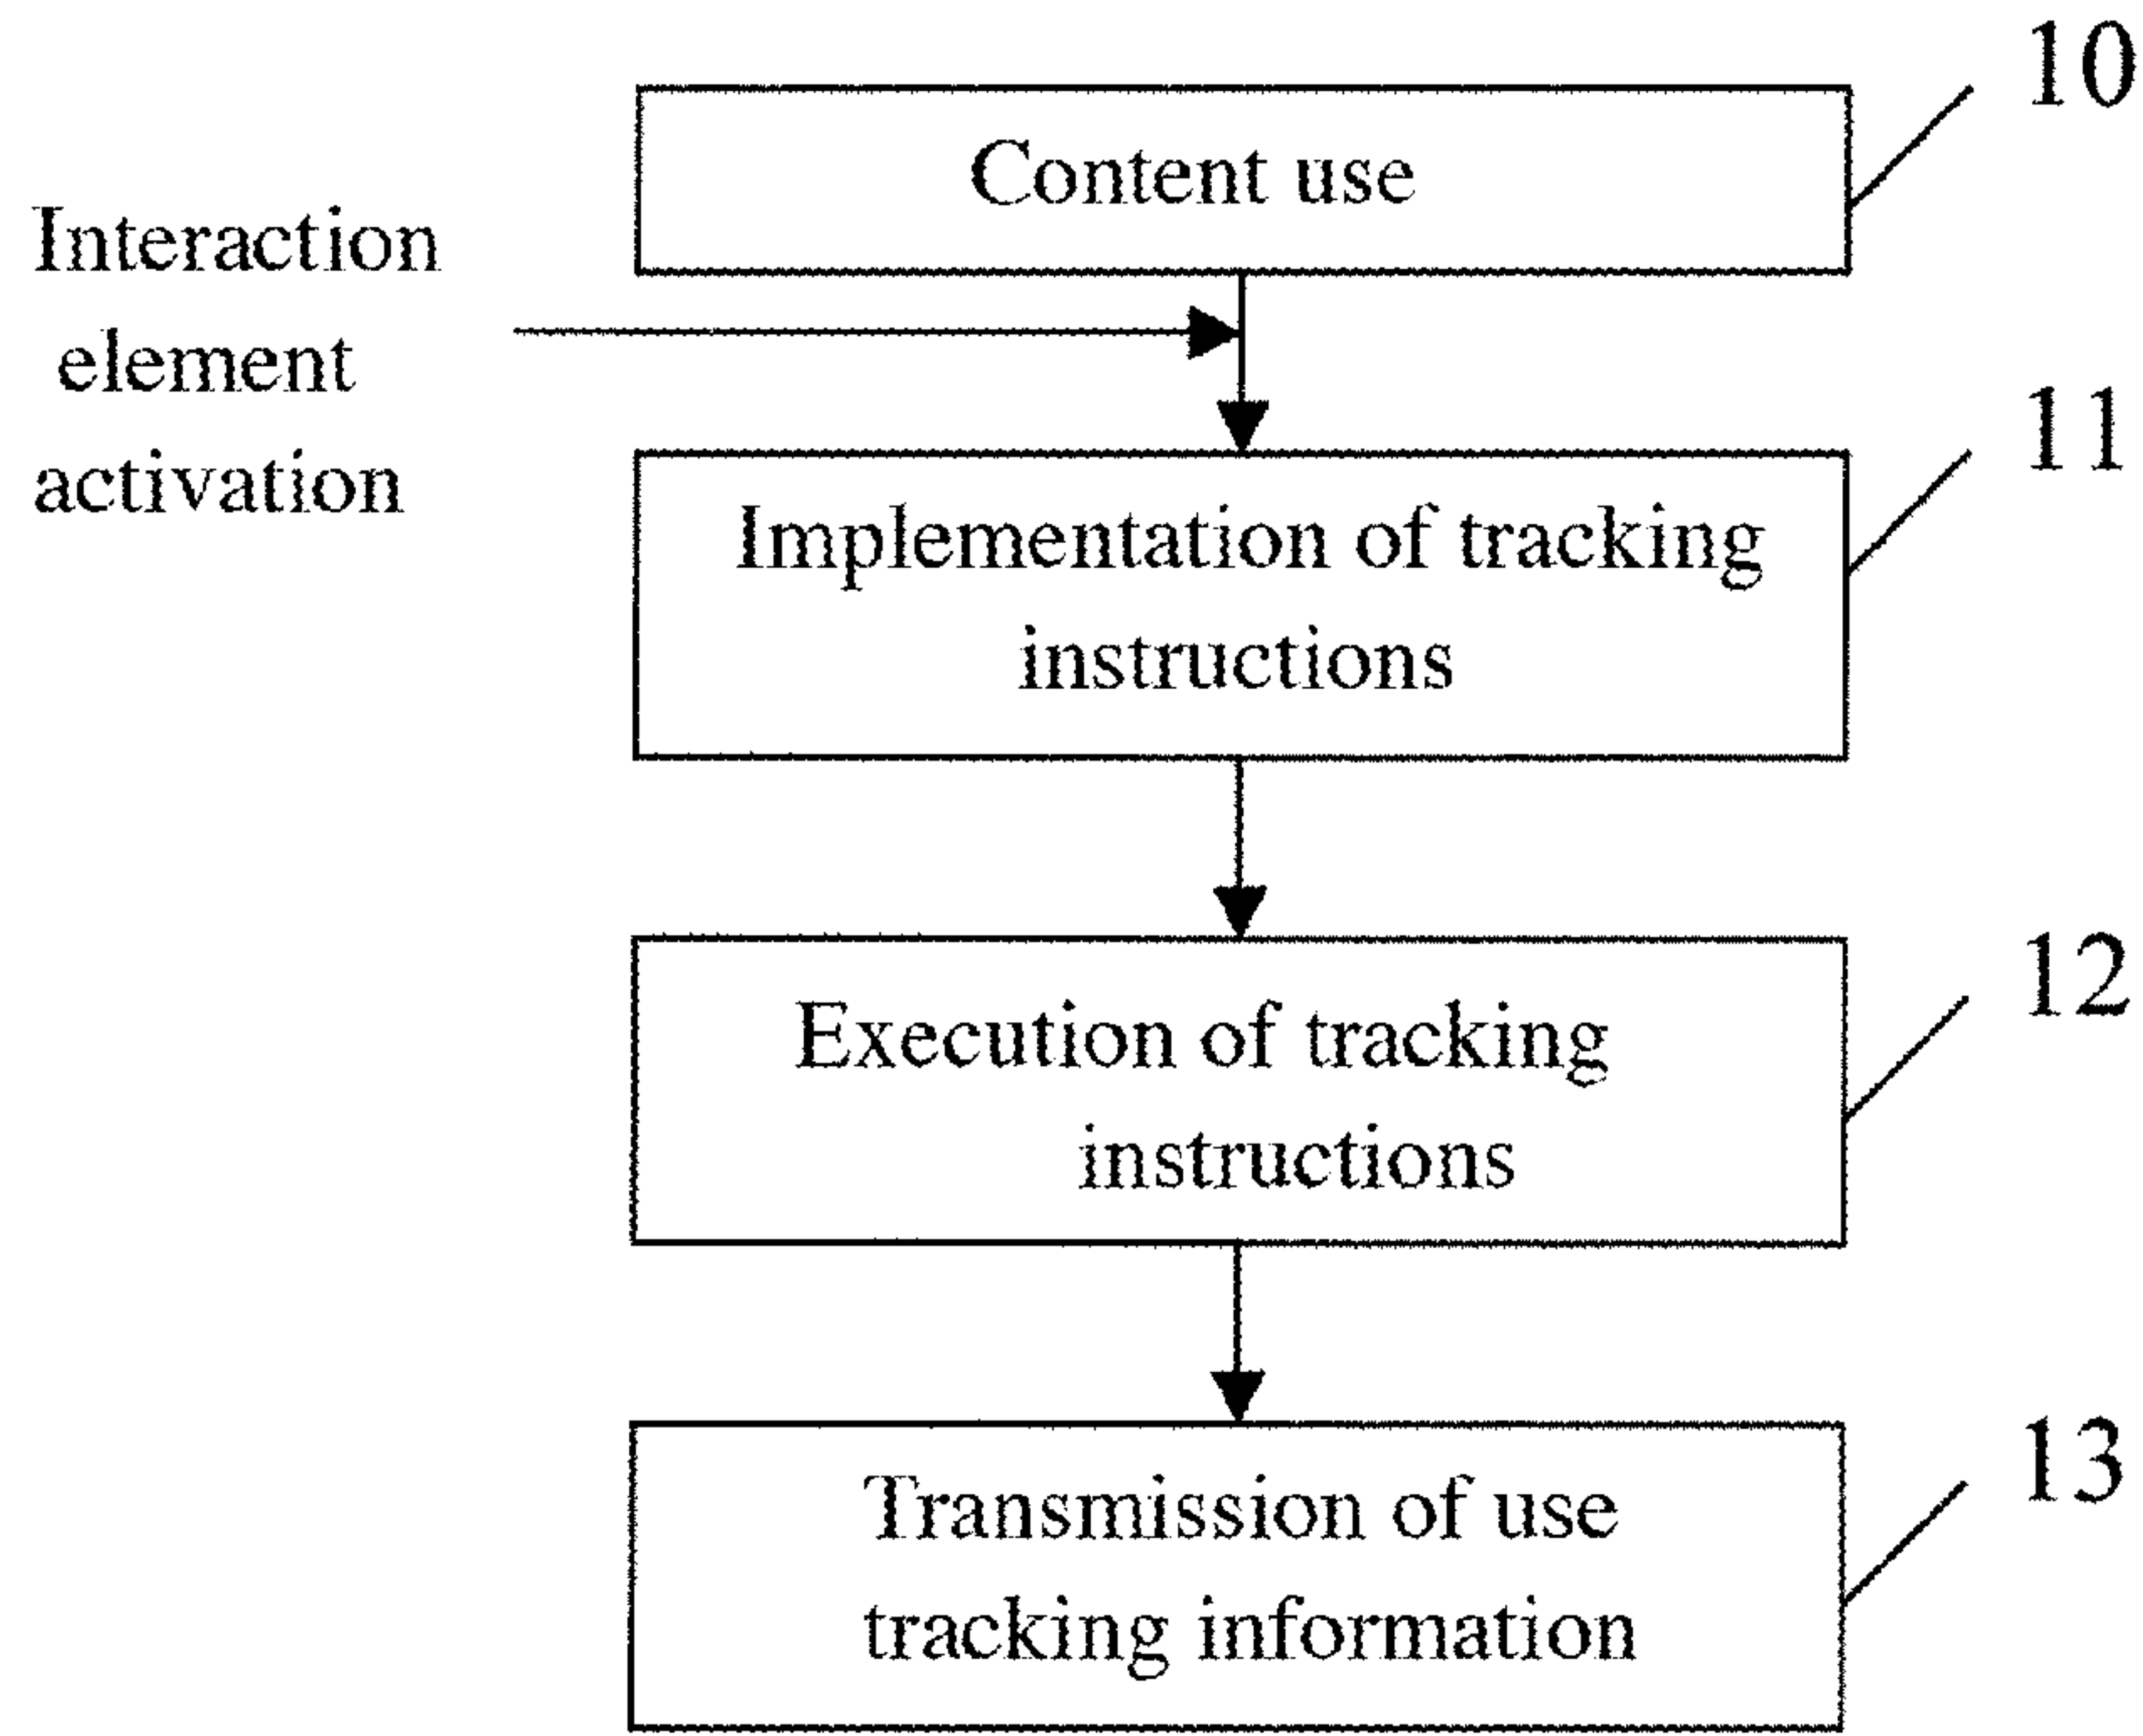 10
Content use
Interaction
element
activation
11
Implementation of tracking
instructions
12
Execution of tracking
instructions
13
Transmission of use
tracking information